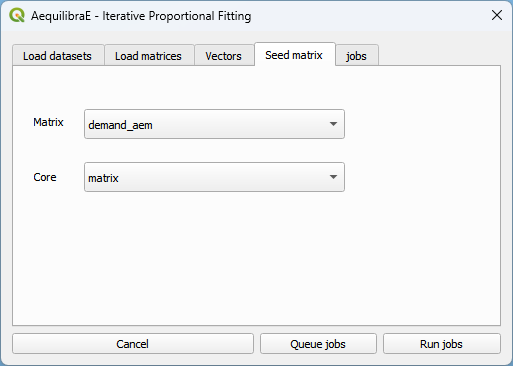 AequilibraE - Iterative Proportional Fitting
Load datasets Load matrices Vectors Seed matrix jobs
Matrix demand_aem
Core matrix
Cancel Queue jobs Run jobs